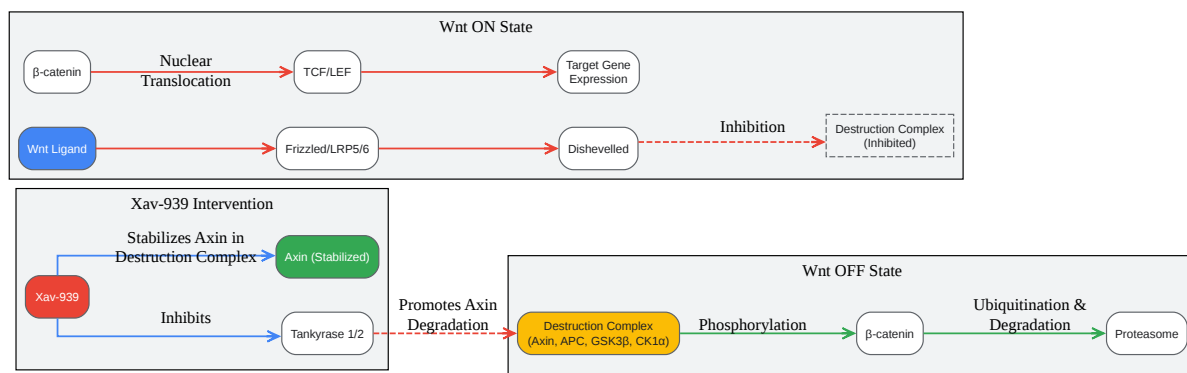 Wnt ON State
β-catenin
Nuclear
Translocation
TCF/LEF
Target Gene
Expression
Wnt Ligand
Frizzled/LRP5/6
Dishevelled
Inhibition
Destruction Complex
(Inhibited)
Xav-939 Intervention
Stabilizes Axin in
Destruction Complex
Axin (Stabilized)
Xav-939
Inhibits
Tankyrase 1/2
Promotes Axin
Degradation
Wnt OFF State
Destruction Complex
(Axin, APC, GSK3β, CK1α)
Phosphorylation
β-catenin
Ubiquitination &
Degradation
Proteasome